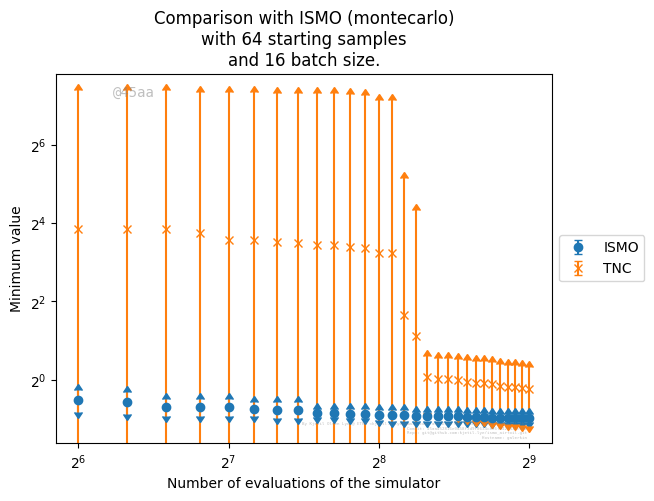 Comparison with ISMO (montecarlo)
with 64 starting samples
and 16 batch size.
@45aa
Minimum value
2^6
2^4
2^2
2^0
2^6
2^7
2^8
2^9
Number of evaluations of the simulator
ISMO
TNC